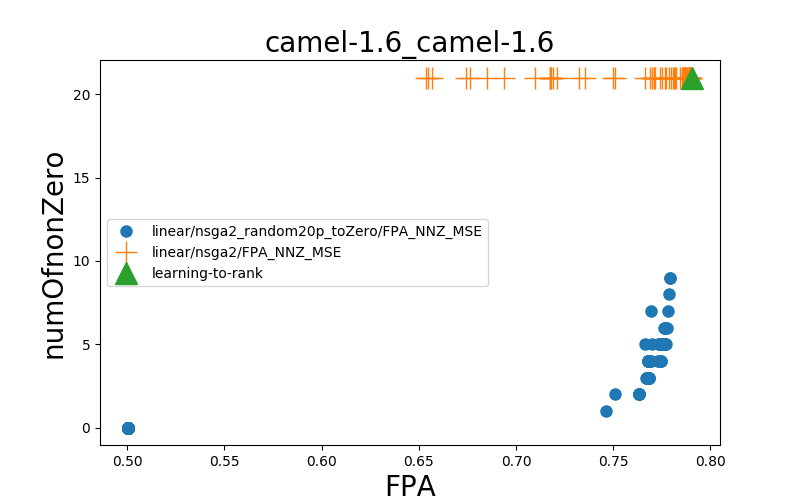 camel-1.6_camel-1.6
numOfnonZero
20
15
10
5
0
linear/nsga2_random20p_toZero/FPA_NNZ_MSE
linear/nsga2/FPA_NNZ_MSE
learning-to-rank
0.50 0.55 0.60 0.65 0.70 0.75 0.80
FPA